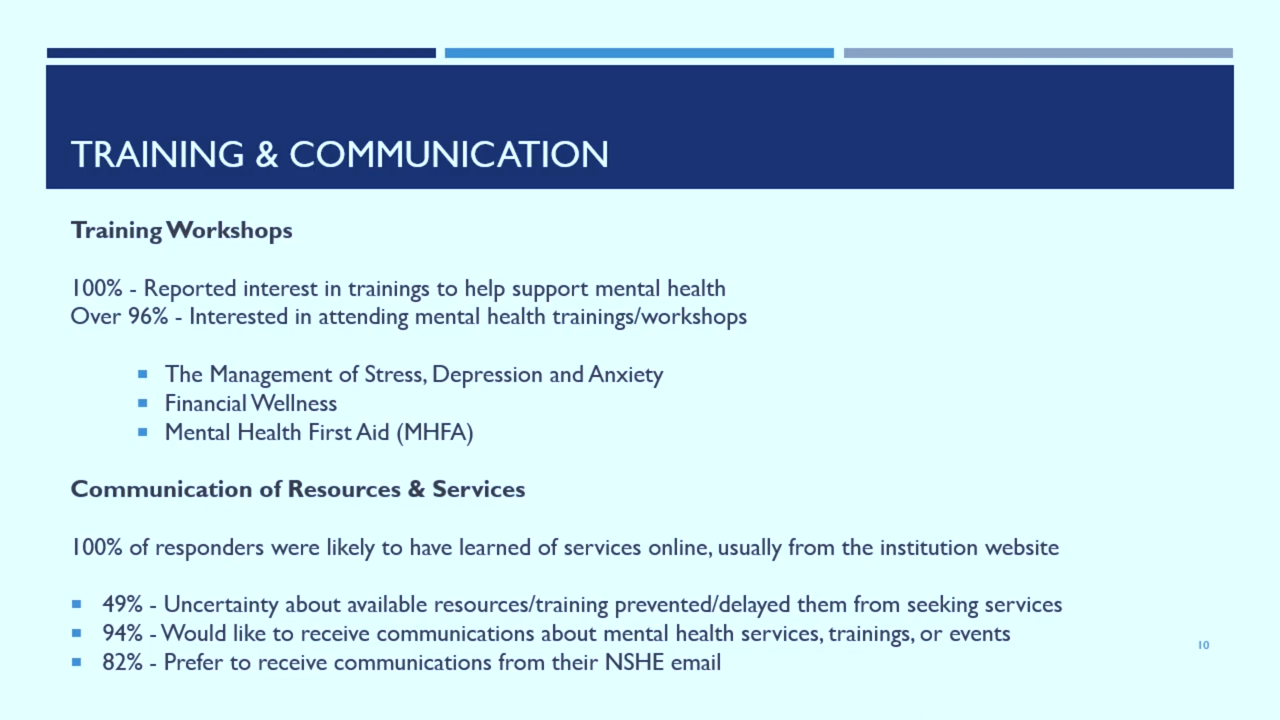 TRAINING & COMMUNICATION
Training Workshops
100% - Reported interest in trainings to help support mental health
Over 96% - Interested in attending mental health trainings/workshops
The Management of Stress, Depression and Anxiety
Financial Wellness
Mental Health First Aid (MHFA)
Communication of Resources & Services
100% of responders were likely to have learned of services online, usually from the institution website
49% - Uncertainty about available resources/training prevented/delayed them from seeking services
94% - Would like to receive communications about mental health services, trainings, or events
82% - Prefer to receive communications from their NSHE email
10